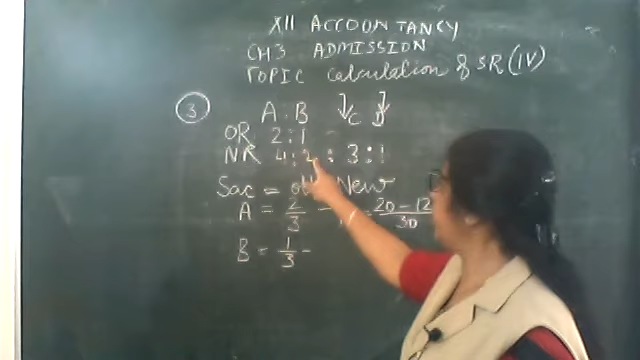 XII ACCOUNTANCY
CH3 ADMISSION
TOPIC Calculation of SR (IV)
3 A : B C D
OR 2 : 1
NR 4 : 2 : 3 : 1
Sac = New
A = 2/3 - = 20 - 12/30
B = 1/3 -